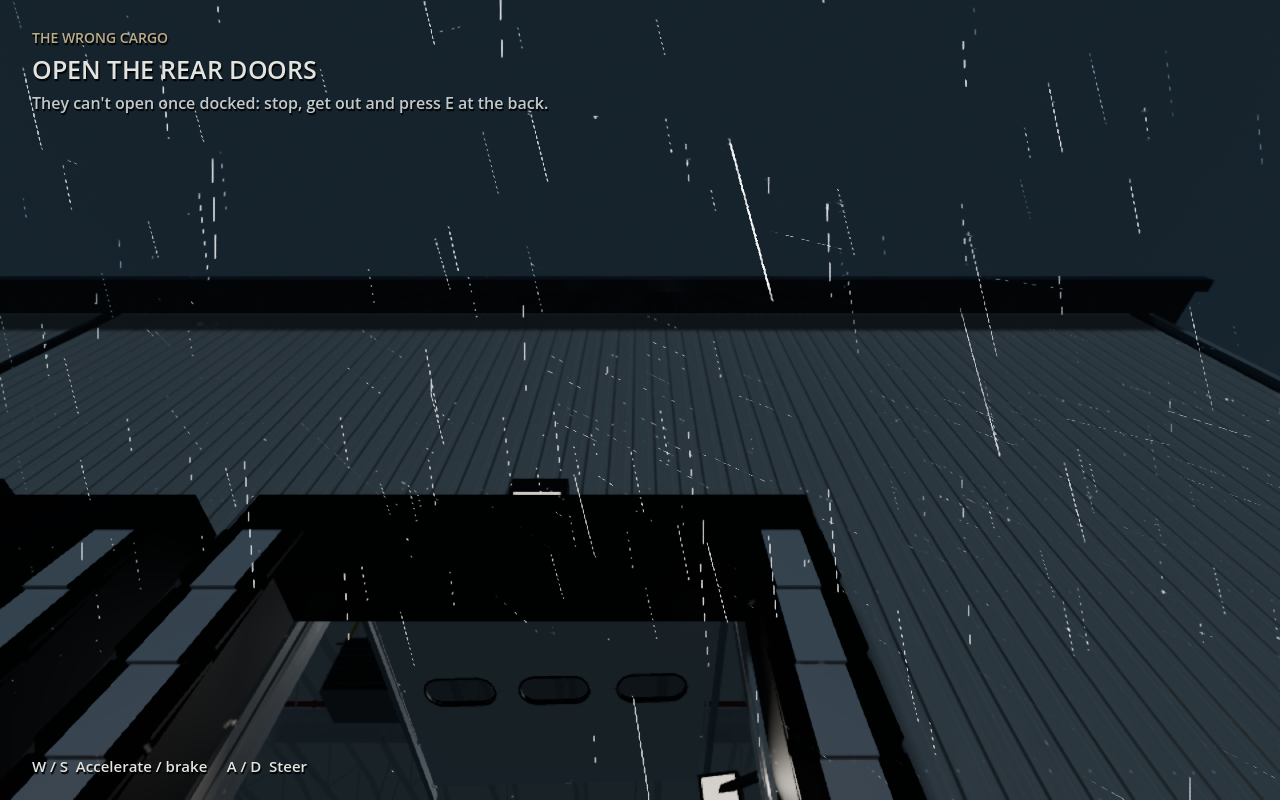 THE WRONG CARGO
OPEN THE REAR DOORS
They can't open once docked: stop, get out and press E at the back.
W / S Accelerate / brake A / D Steer